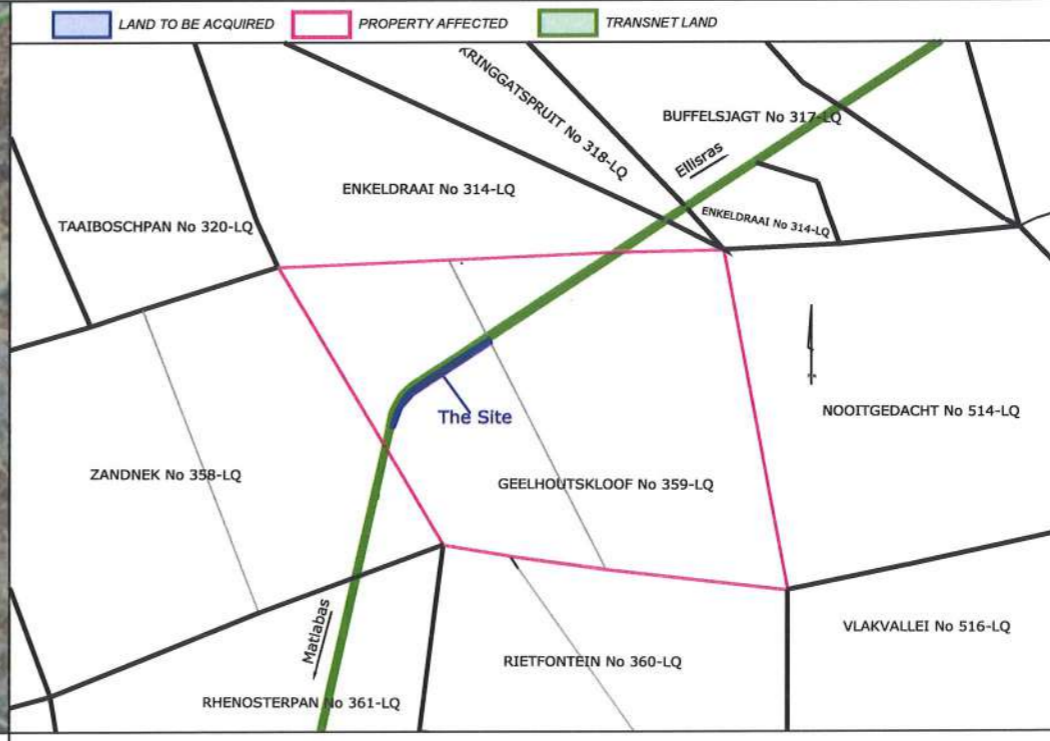 LAND TO BE ACQUIRED
PROPERTY AFFECTED
TRANSNET LAND
KRINGGATSPRUIT No 318-LQ
BUFFELSJAGT No 317-LQ
Ellisras
ENKELDRAAI No 314-LQ
ENKELDRAAI No 314-LQ
TAAIBOSCHPAN No 320-LQ
The Site
NOOITGEDACHT No 514-LQ
ZANDNEK No 358-LQ
GEELHOUTSKLOOF No 359-LQ
Matlabas
VLAKVALLEI No 516-LQ
RIETFONTEIN No 360-LQ
RHENOSTERPAN No 361-LQ